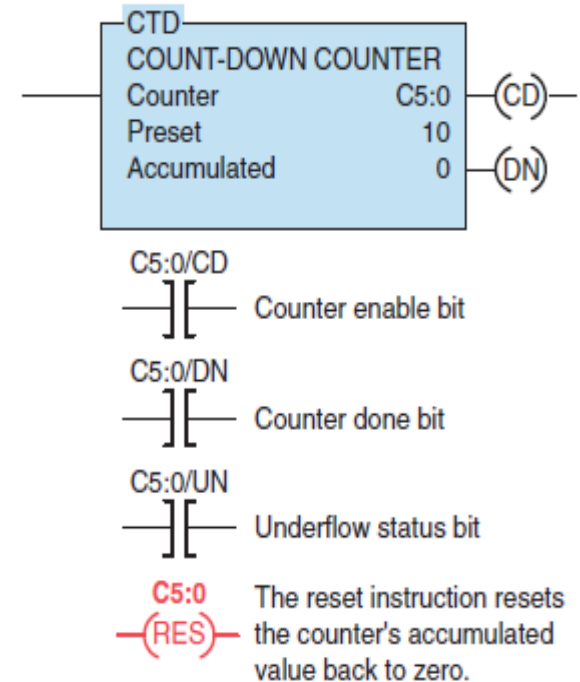 CTD
COUNT-DOWN COUNTER
Counter C5:0 (CD)
Preset 10
Accumulated 0 (DN)
C5:0/CD
Counter enable bit
C5:0/DN
Counter done bit
C5:0/UN
Underflow status bit
C5:0
(RES)
The reset instruction resets
the counter's accumulated
value back to zero.